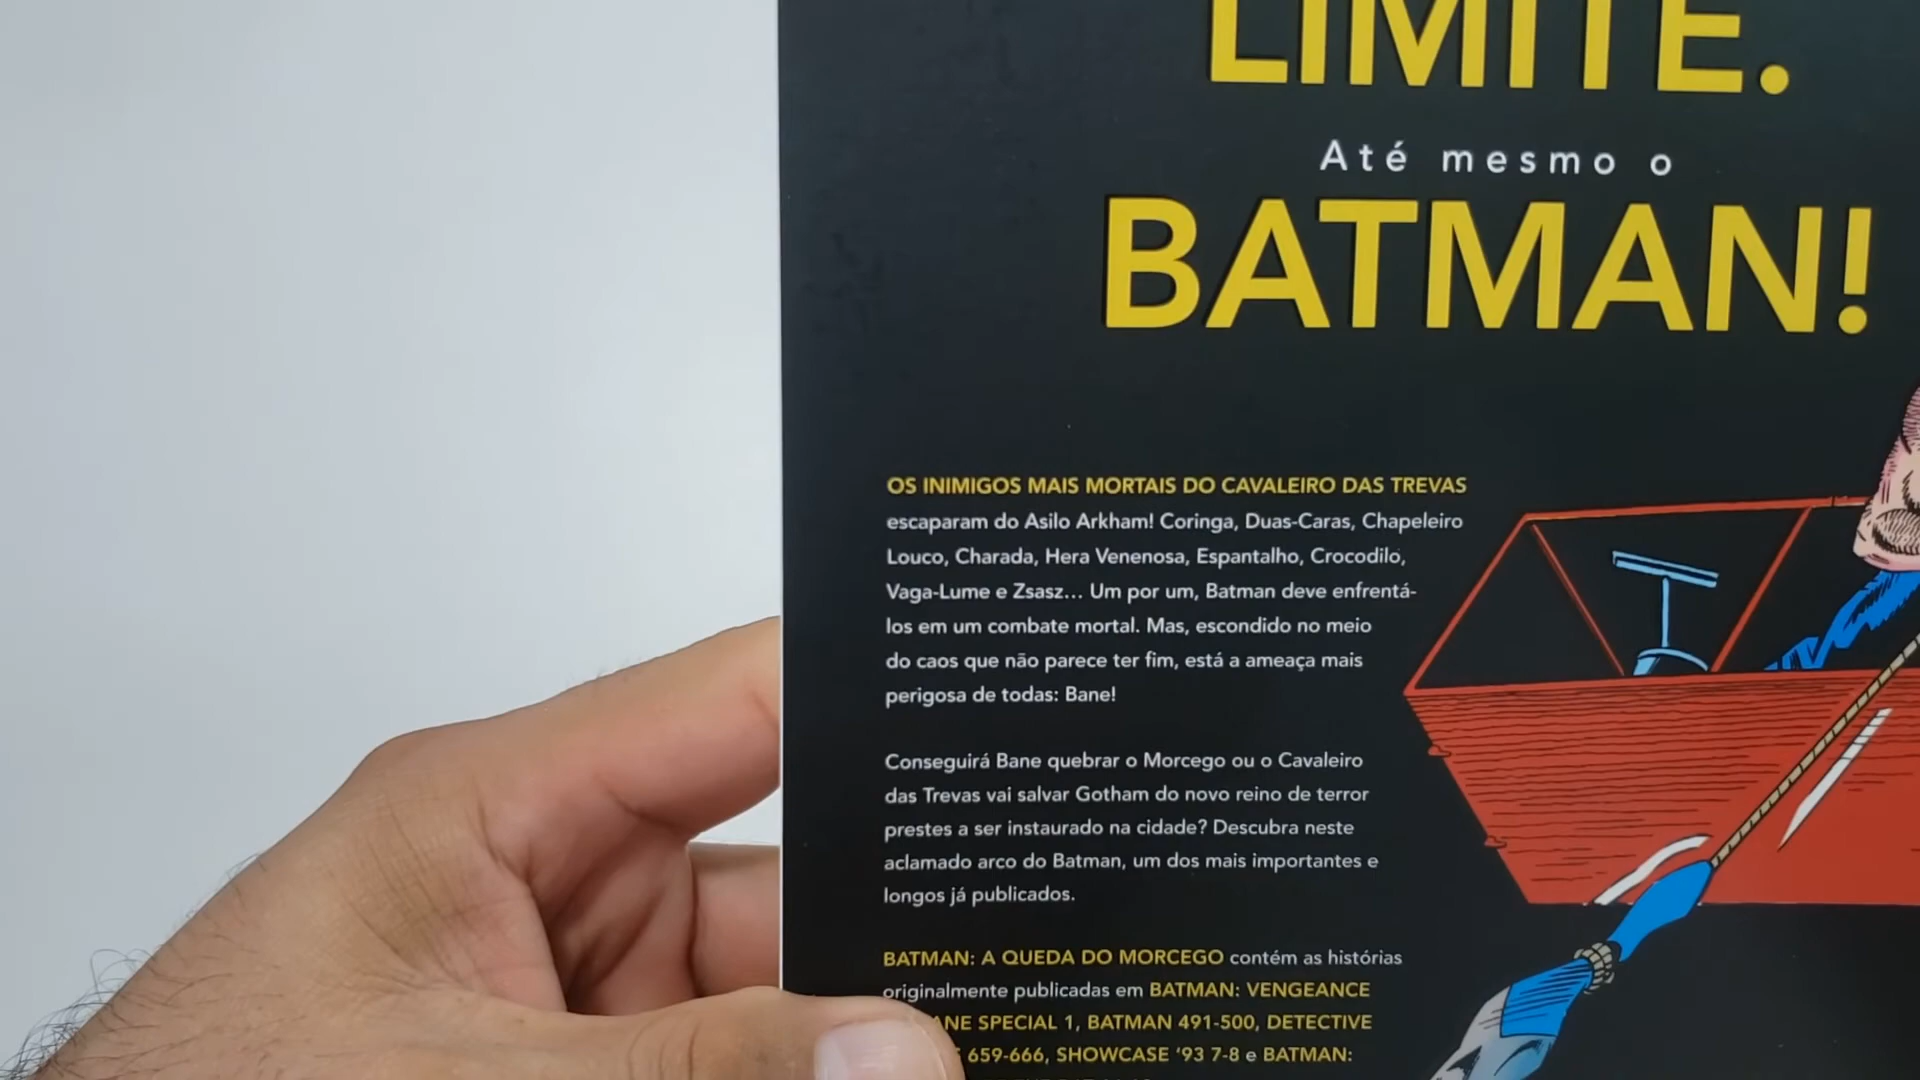 LIMITE.
Até mesmo o
BATMAN!
OS INIMIGOS MAIS MORTAIS DO CAVALEIRO DAS TREVAS
escaparam do Asilo Arkham! Coringa, Duas-Caras, Chapeleiro
Louco, Charada, Hera Venenosa, Espantalho, Crocodilo,
Vaga-Lume e Zsasz... Um por um, Batman deve enfrentá-
los em um combate mortal. Mas, escondido no meio
do caos que não parece ter fim, está a ameaça mais
perigosa de todas: Bane!
Conseguirá Bane quebrar o Morcego ou o Cavaleiro
das Trevas vai salvar Gotham do novo reino de terror
prestes a ser instaurado na cidade? Descubra neste
aclamado arco do Batman, um dos mais importantes e
longos já publicados.
BATMAN: A QUEDA DO MORCEGO contém as histórias
originalmente publicadas em BATMAN: VENGEANCE
ANE SPECIAL 1, BATMAN 491-500, DETECTIVE
659-666, SHOWCASE '93 7-8 e BATMAN: